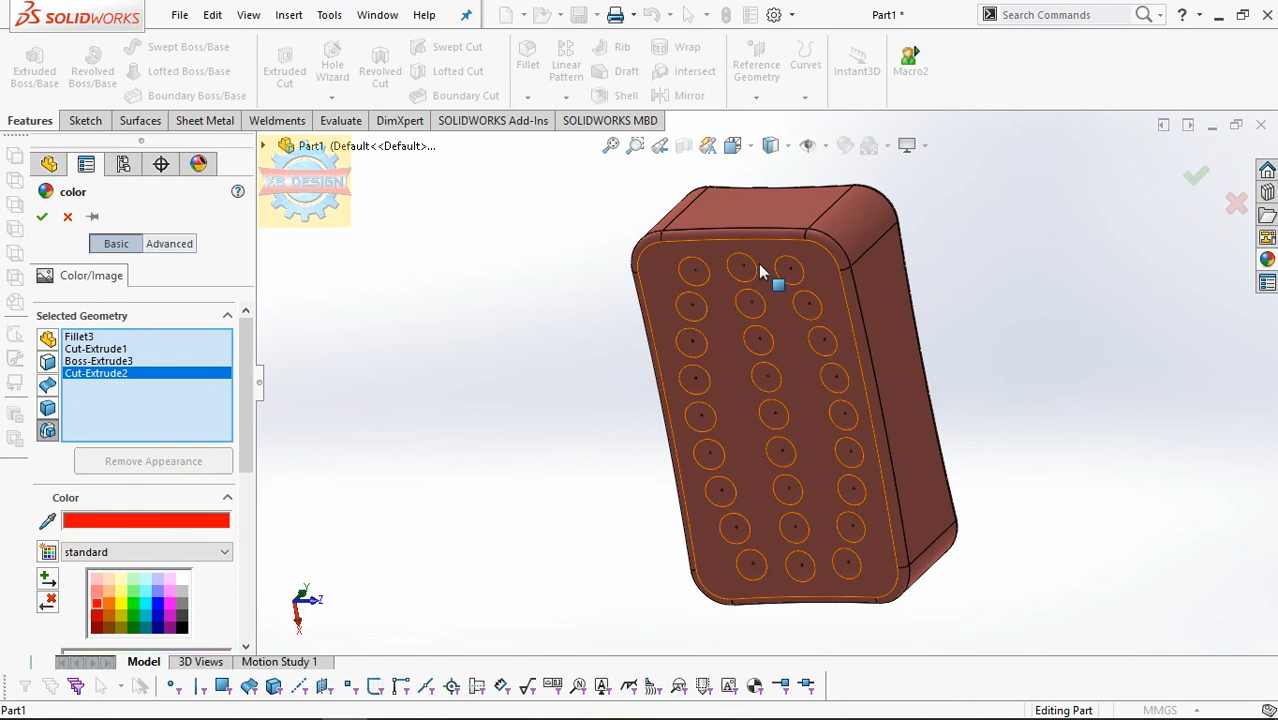 SOLIDWORKS File Edit View Insert Tools Window Help Part1 * Search Commands ?
Extruded Boss/Base Revolved Boss/Base Swept Boss/Base Lofted Boss/Base Boundary Boss/Base Extruded Cut Hole Wizard Revolved Cut Swept Cut Lofted Cut Boundary Cut Fillet Linear Pattern Rib Draft Shell Wrap Intersect Mirror Reference Geometry Curves Instant3D Macro2
Features Sketch Surfaces Sheet Metal Weldments Evaluate DimXpert SOLIDWORKS Add-Ins SOLIDWORKS MBD
Part1 (Default<<Default>...
color ?
Basic Advanced
Color/Image
Selected Geometry
Fillet3
Cut-Extrude1
Boss-Extrude3
Cut-Extrude2
Remove Appearance
Color
standard
Y
Z
X
Model 3D Views Motion Study 1
Part1 Editing Part MMGS